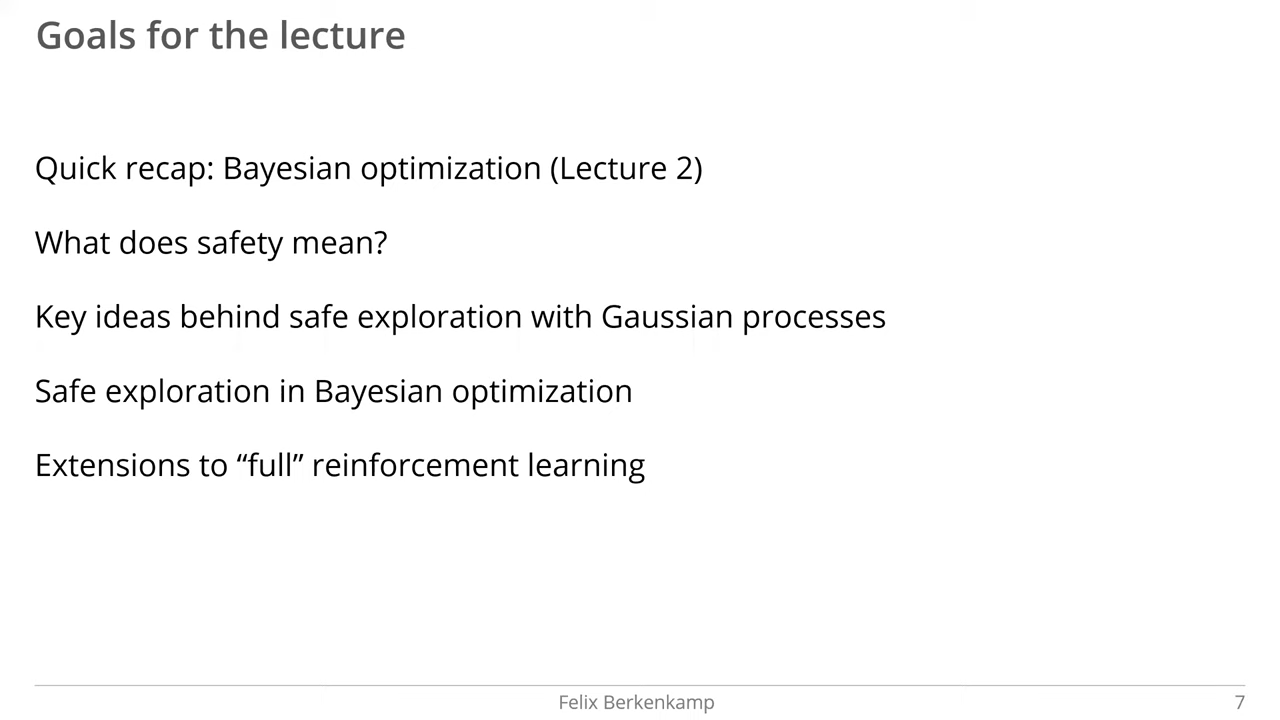 Goals for the lecture
Quick recap: Bayesian optimization (Lecture 2)
What does safety mean?
Key ideas behind safe exploration with Gaussian processes
Safe exploration in Bayesian optimization
Extensions to “full” reinforcement learning
Felix Berkenkamp
7